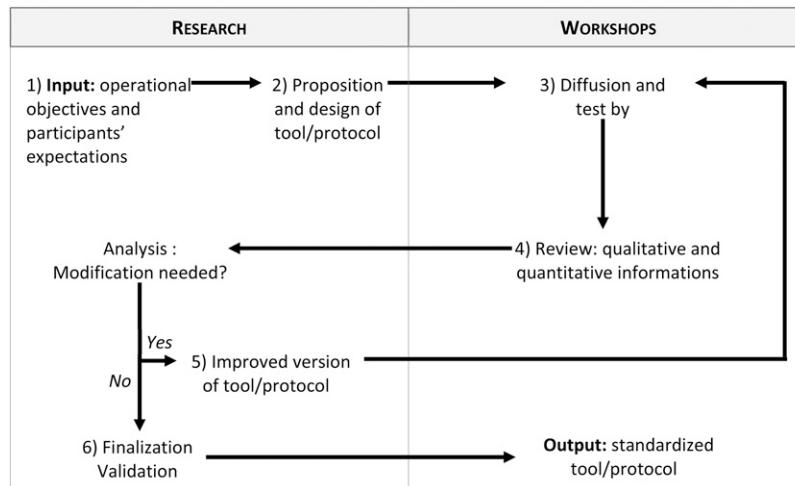 RESEARCH
WORKSHOPS
1) Input: operational
objectives and
participants’
expectations
2) Proposition
and design of
tool/protocol
3) Diffusion and
test by
Analysis :
Modification needed?
4) Review: qualitative and
quantitative informations
Yes
No
5) Improved version
of tool/protocol
6) Finalization
Validation
Output: standardized
tool/protocol